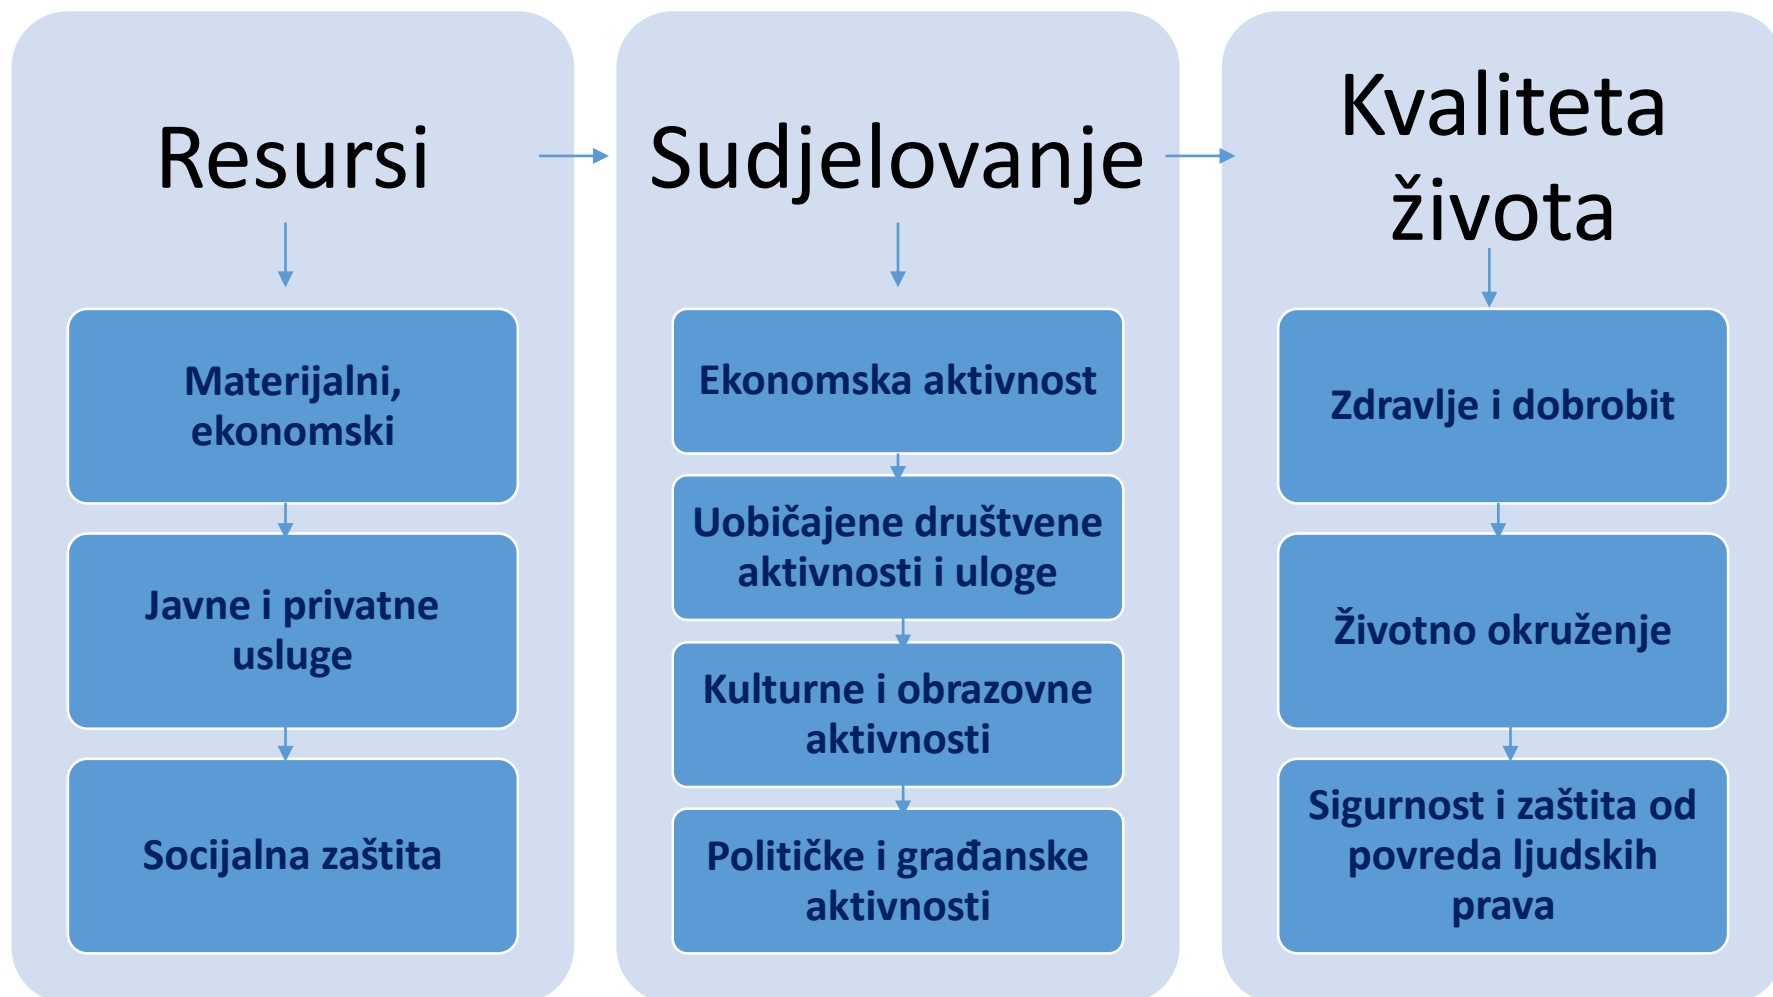 Resursi
Materijalni,
ekonomski
Javne i privatne
usluge
Socijalna zaštita
Sudjelovanje
Ekonomska aktivnost
Uobičajene društvene
aktivnosti i uloge
Kulturne i obrazovne
aktivnosti
Političke i građanske
aktivnosti
Kvaliteta
života
Zdravlje i dobrobit
Životno okruženje
Sigurnost i zaštita od
povreda ljudskih
prava